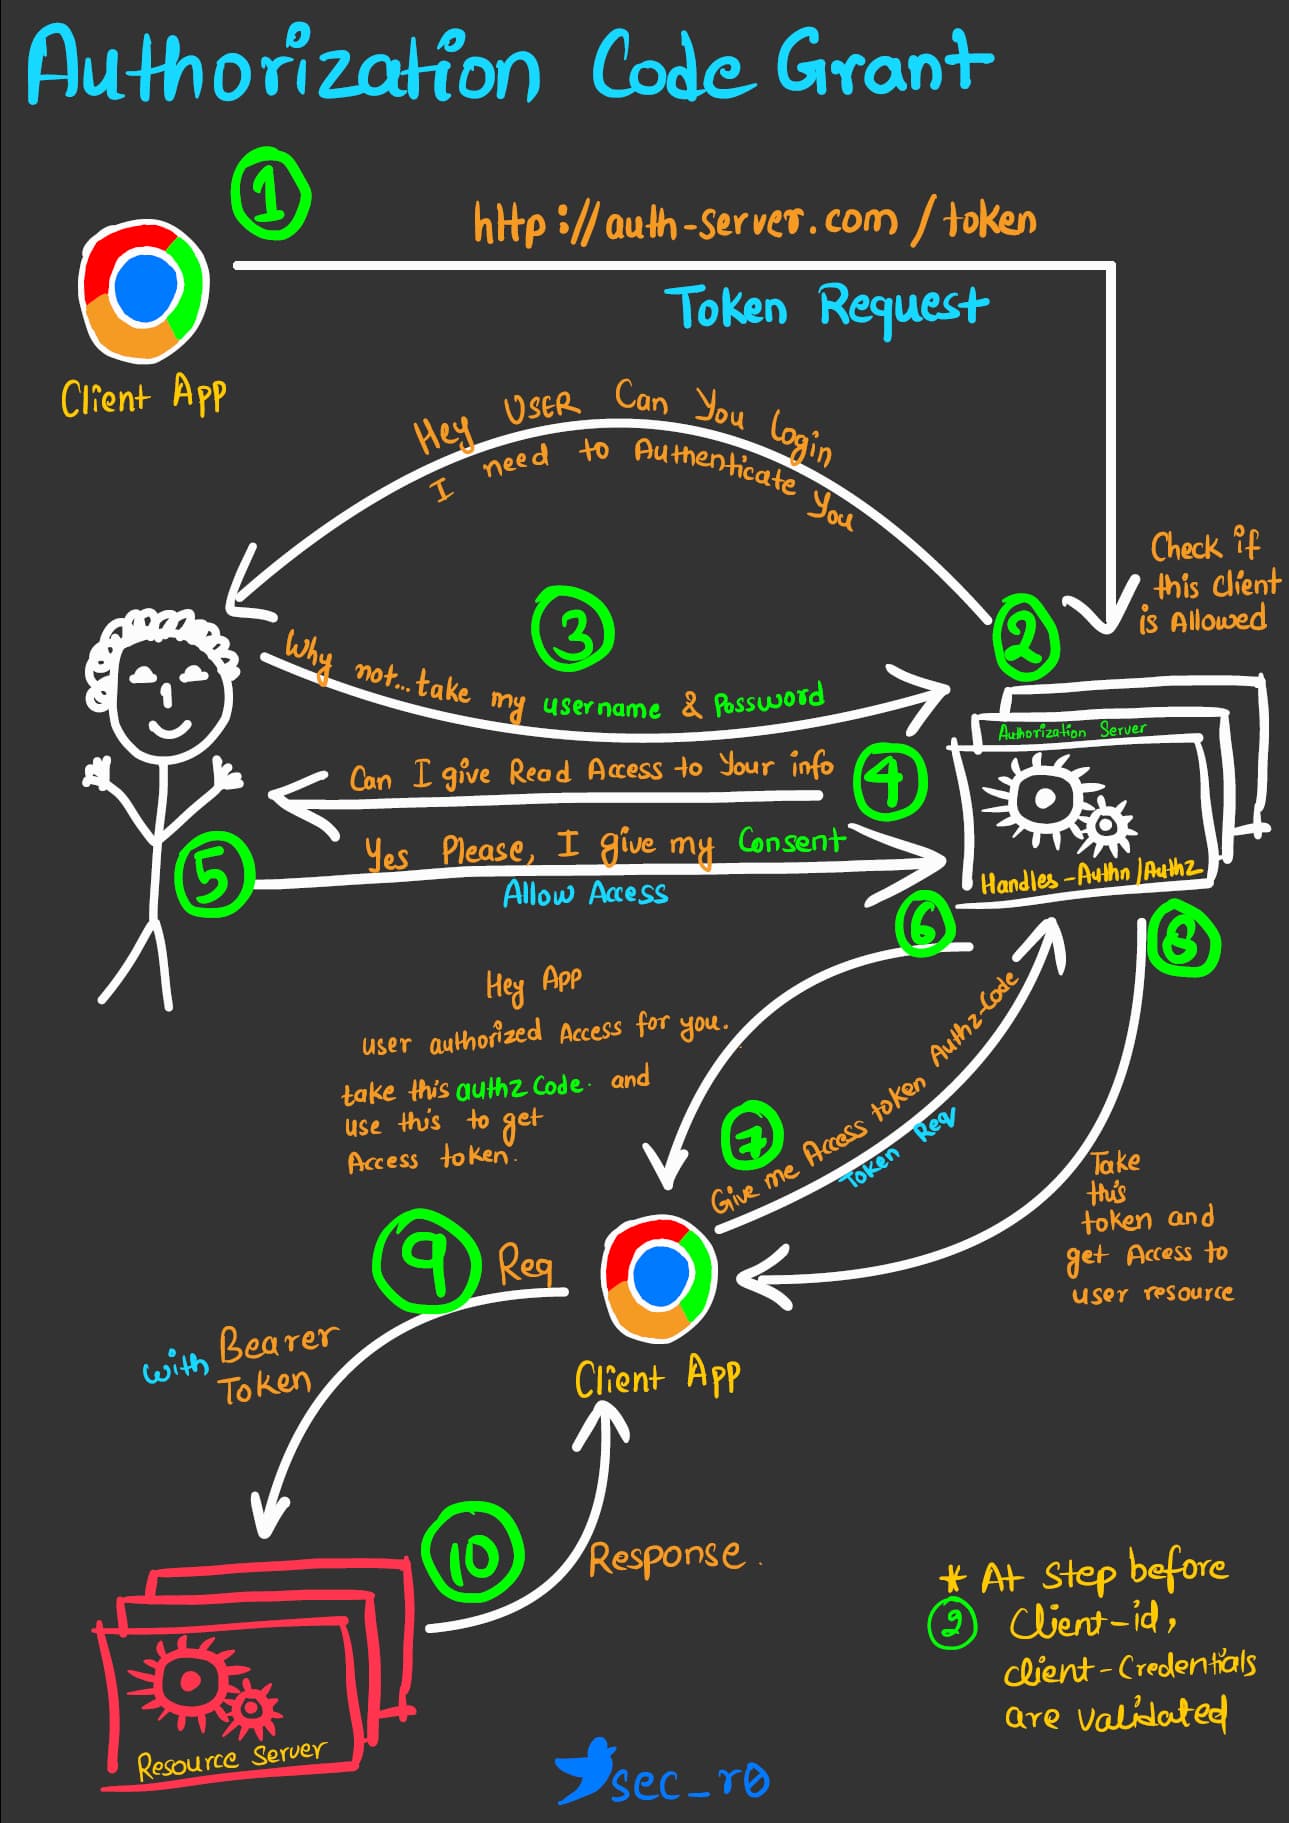 Authorization Code Grant
1
http://auth-server.com/token
Token Request
Client App
Hey USER Can You login
I need to Authenticate You
Check if
this Client
is Allowed
2
3
Why not... take my username & Password
Authorization Server
Can I give Read Access to Your info
4
Yes Please, I give my Consent
5
Allow Access
Handles - Authn/Authz
6
8
Hey App
user authorized Access for you.
take this authz Code. and
use this to get
Access token.
7
Give me Access token Authz-Code
Token Req
Take
this
token and
get Access to
user resource
9
Req
with Bearer
Token
Client App
10
Response.
* At Step before
2 Client-id,
client-Credentials
are validated
Resource Server
sec_r0